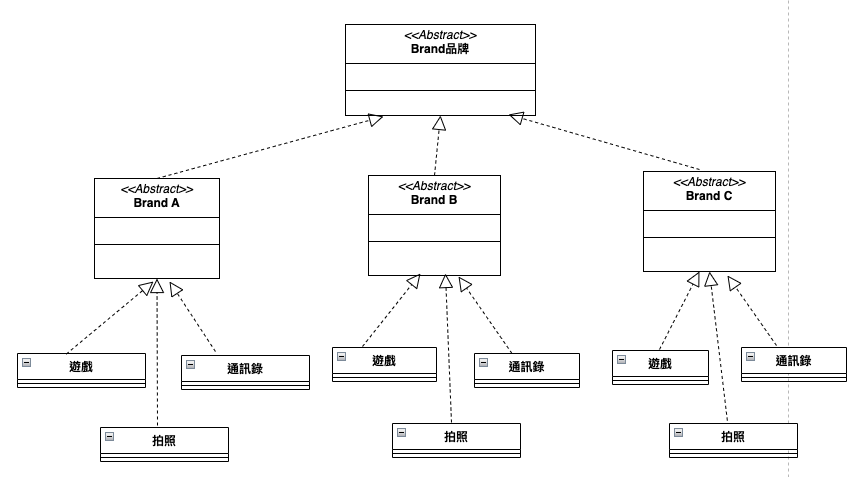 <<Abstract>>
Brand品牌
<<Abstract>>
Brand A
<<Abstract>>
Brand B
<<Abstract>>
Brand C
遊戲
通訊錄
拍照
遊戲
通訊錄
拍照
遊戲
通訊錄
拍照